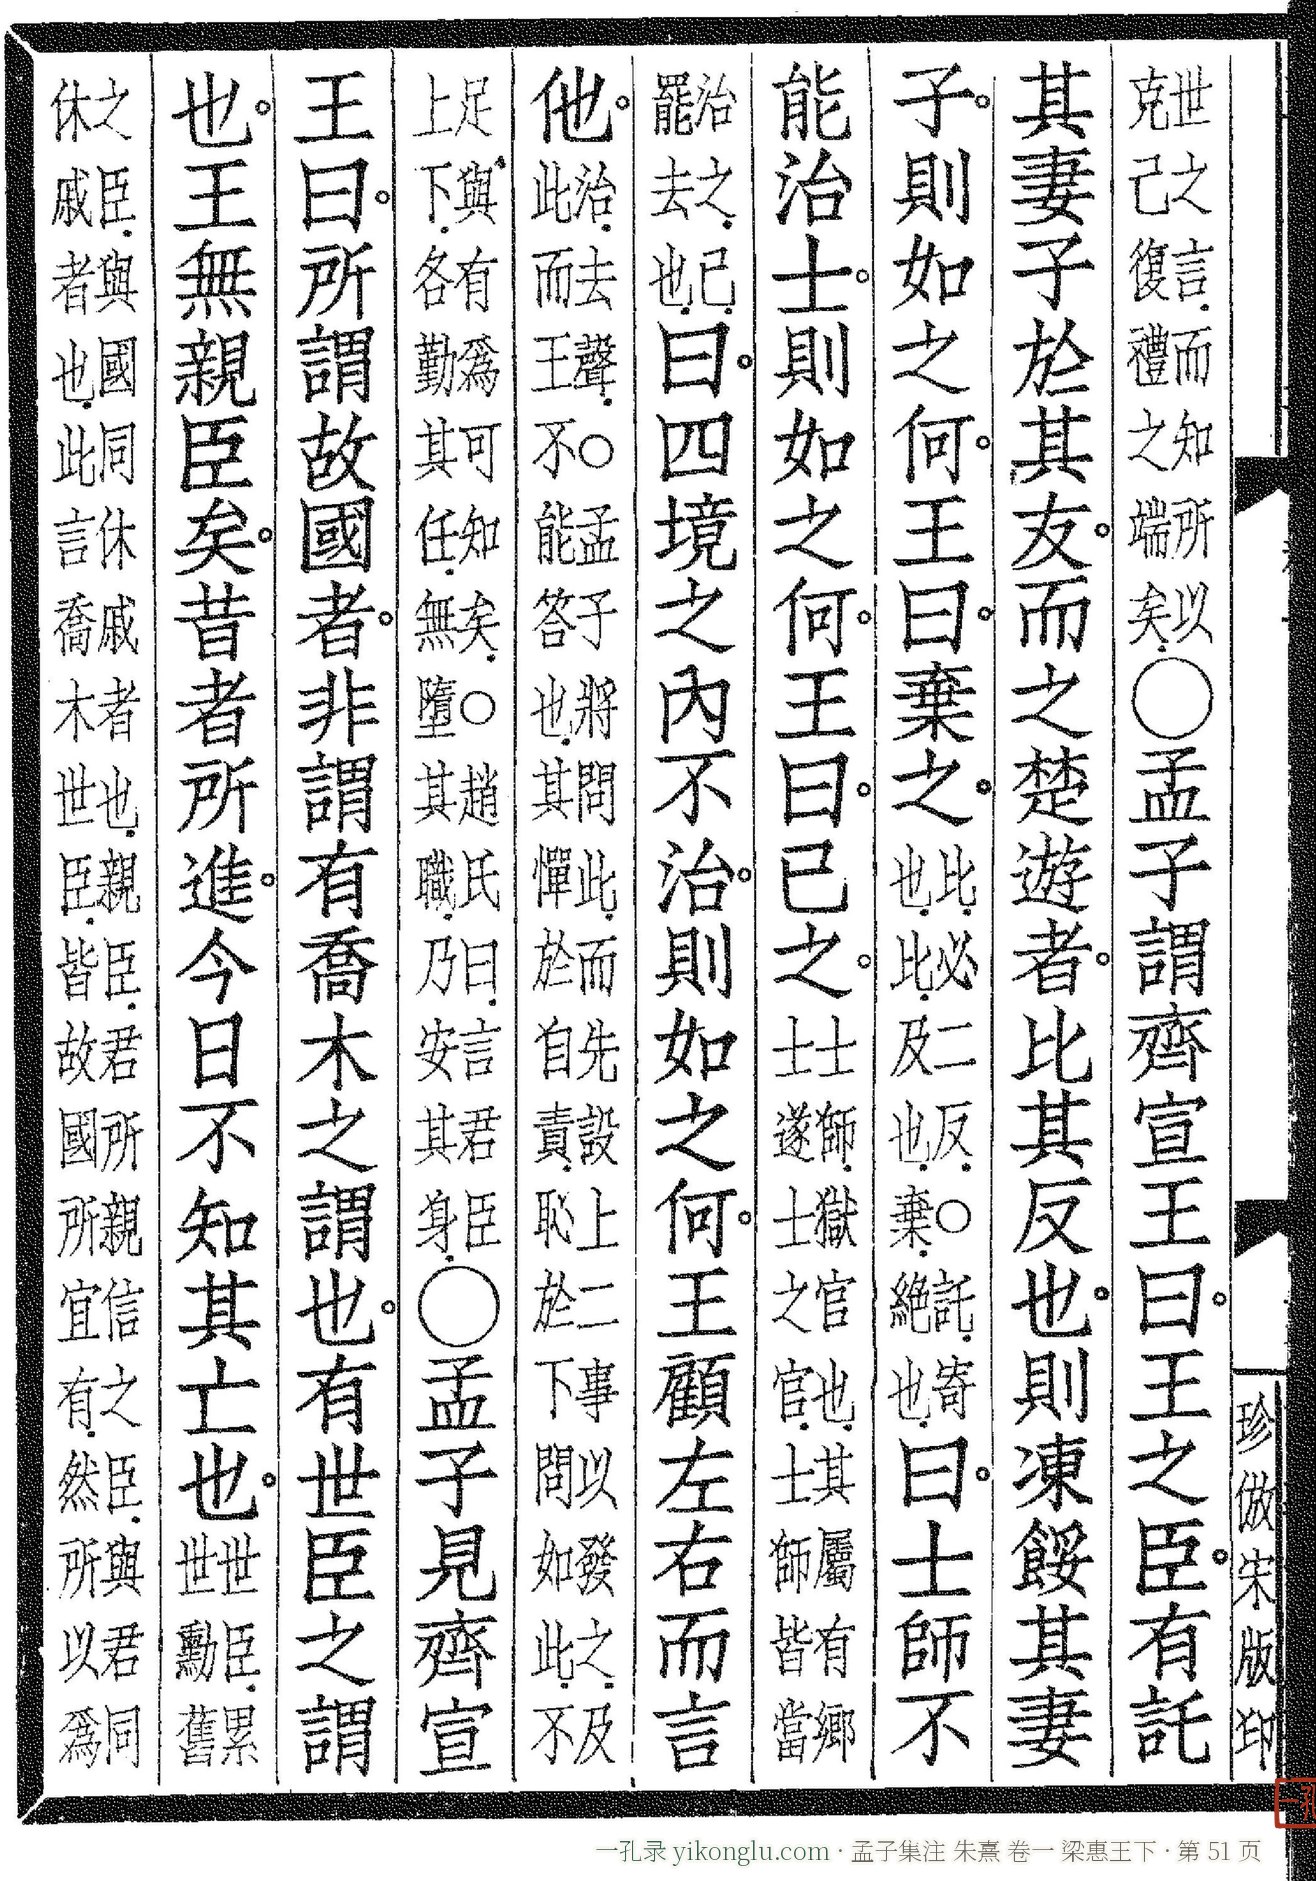 珍倣宋版印
世之言。而知所以克己復禮之端矣。○孟子謂齊宣王曰。王之臣。有託
其妻子於其友。而之楚遊者。比其反也。則凍餒其妻
子。則如之何。王曰。棄之。比。必二反。○託。寄也。比。及也。棄。絕也。曰。士師不
能治士。則如之何。王曰。已之。士師。獄官也。其屬有鄉士遂士之官。士師皆當
治之。已。罷去也。曰。四境之內不治。則如之何。王顧左右而言
他。治。去聲。○孟子將問此。而先設上二事以發之。及此而王不能答也。其憚於自責。恥於下問如此。不
足與有爲可知矣。○趙氏曰。言君臣上下。各勤其任。無墮其職。乃安其身。○孟子見齊宣
王曰。所謂故國者。非謂有喬木之謂也。有世臣之謂
也。王無親臣矣。昔者所進。今日不知其亡也。世臣。累世勳舊
之臣。與國同休戚者也。親臣。君所親信之臣。與君同休戚者也。此言喬木世臣。皆故國所宜有。然所以爲
一孔录 yikonglu.com · 孟子集注 朱熹 卷一 梁惠王下 · 第 51 页